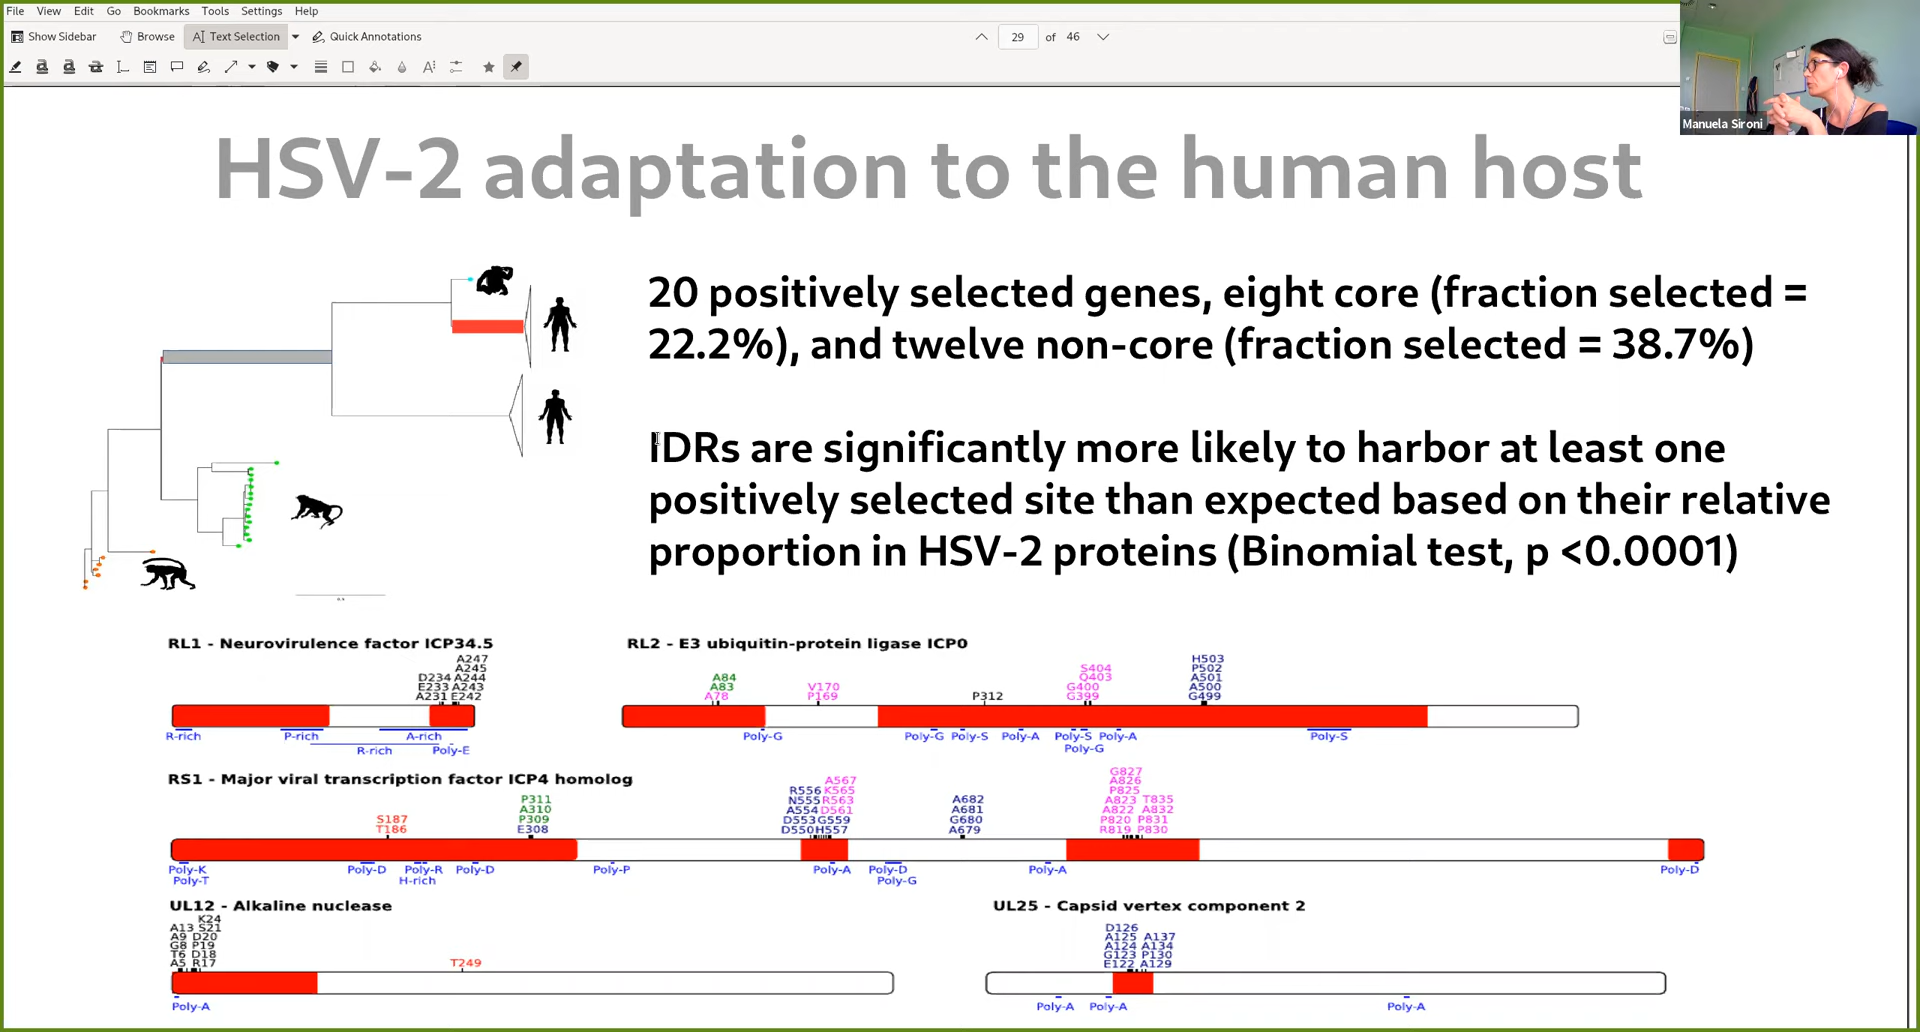 File View Edit Go Bookmarks Tools Settings Help
Show Sidebar Browse Text Selection Quick Annotations 29 of 46
Manuela Sironi
HSV-2 adaptation to the human host
20 positively selected genes, eight core (fraction selected =
22.2%), and twelve non-core (fraction selected = 38.7%)
IDRs are significantly more likely to harbor at least one
positively selected site than expected based on their relative
proportion in HSV-2 proteins (Binomial test, p <0.0001)
RL1 - Neurovirulence factor ICP34.5
A247
A245
D234 A244
E233 A243
A231 E242
R-rich P-rich A-rich
R-rich Poly-E
RL2 - E3 ubiquitin-protein ligase ICP0
H503
S404 P502
A84 Q403 A501
A83 V170 G400 A500
A78 P169 P312 G399 G499
Poly-G Poly-G Poly-S Poly-A Poly-S Poly-A Poly-S
Poly-G
RS1 - Major viral transcription factor ICP4 homolog
G827
A567 A826
R556 K565 P825
P311 N555 R563 A682 A823 T835
A310 A554 D561 A681 A822 A832
S187 P309 D553 G559 G680 P820 P831
T186 E308 D550 H557 A679 R819 P830
Poly-K Poly-D Poly-R Poly-D Poly-P Poly-A Poly-D Poly-A Poly-D
Poly-T H-rich Poly-G
UL12 - Alkaline nuclease
K24
A13 S21
A9 D20
G8 P19
T6 D18
A5 R17 T249
Poly-A
UL25 - Capsid vertex component 2
D126
A125 A137
A124 A134
G123 P130
E122 A129
Poly-A Poly-A Poly-A